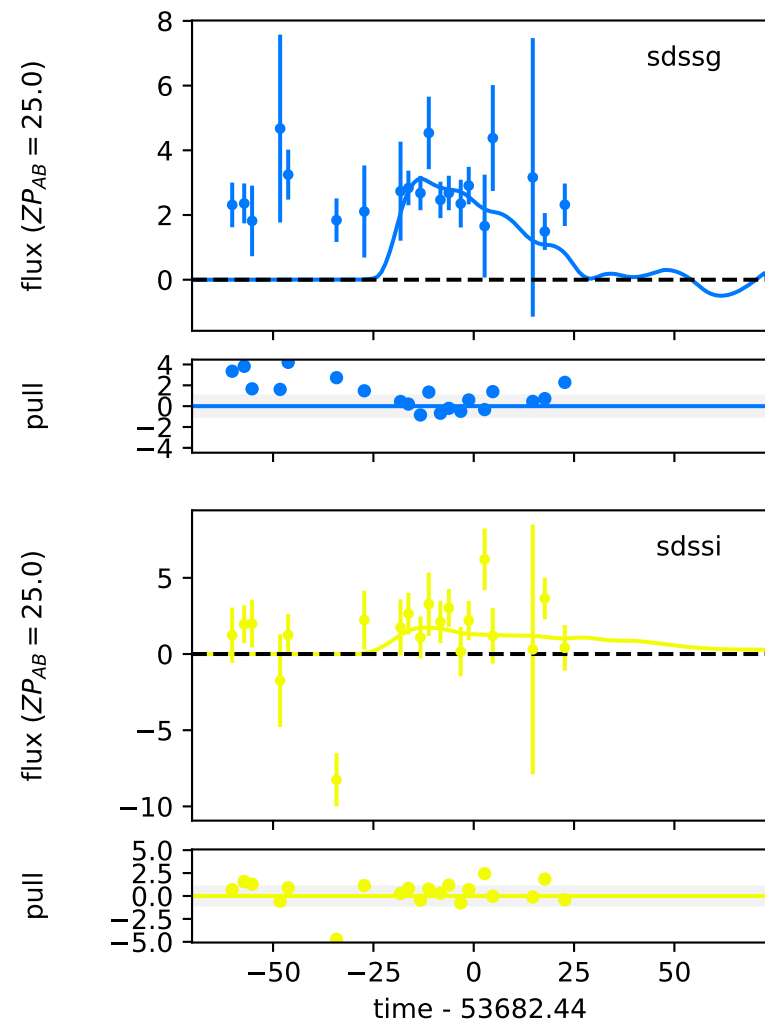 8
6
4
2
0
flux (ZP_AB = 25.0)
sdssg
4
2
0
−2
−4
pull
5
0
−5
−10
flux (ZP_AB = 25.0)
sdssi
5.0
2.5
0.0
−2.5
−5.0
pull
−50 −25 0 25 50
time - 53682.44